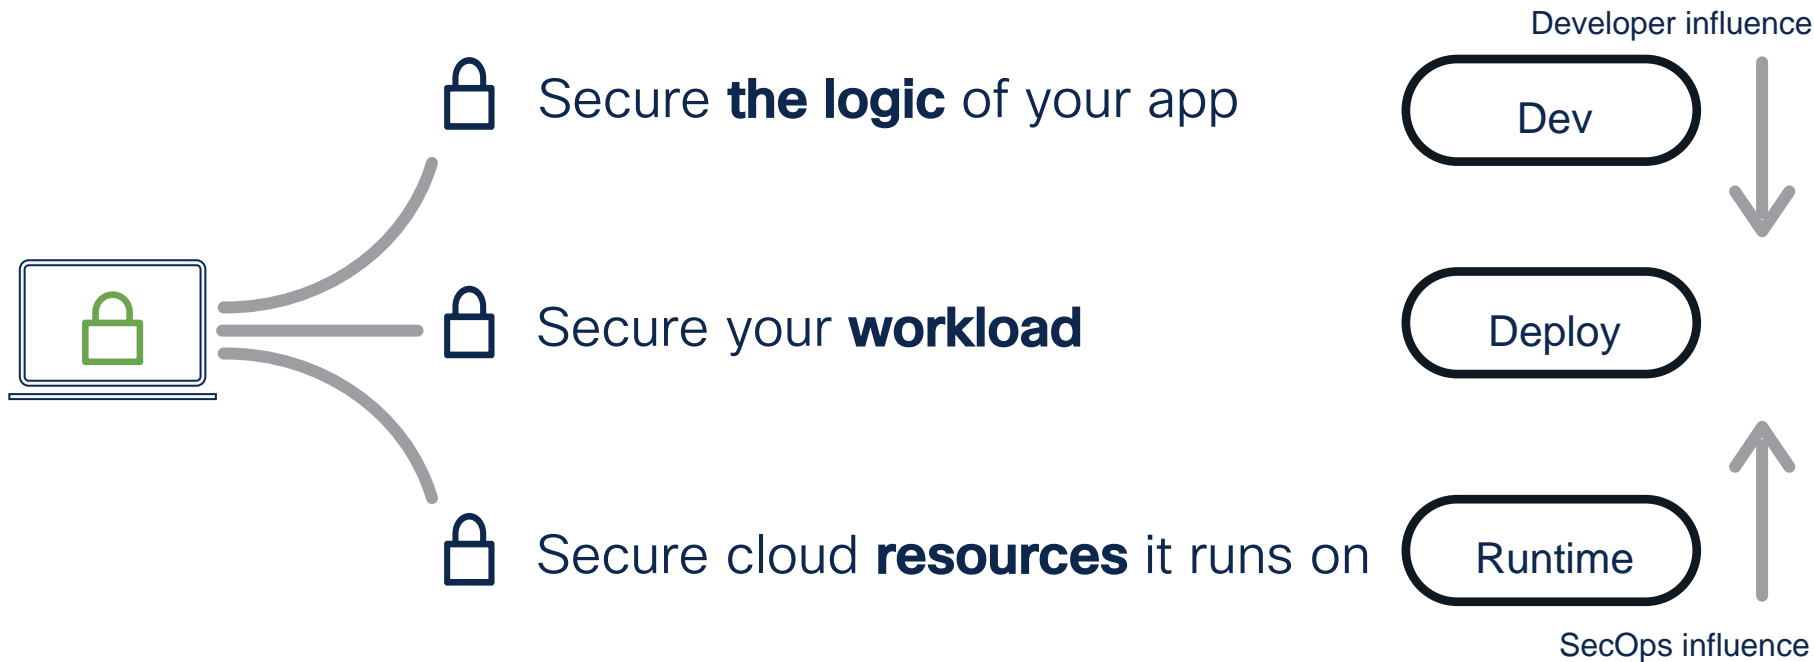 Developer influence
Secure the logic of your app
Dev
Secure your workload
Deploy
Secure cloud resources it runs on
Runtime
SecOps influence